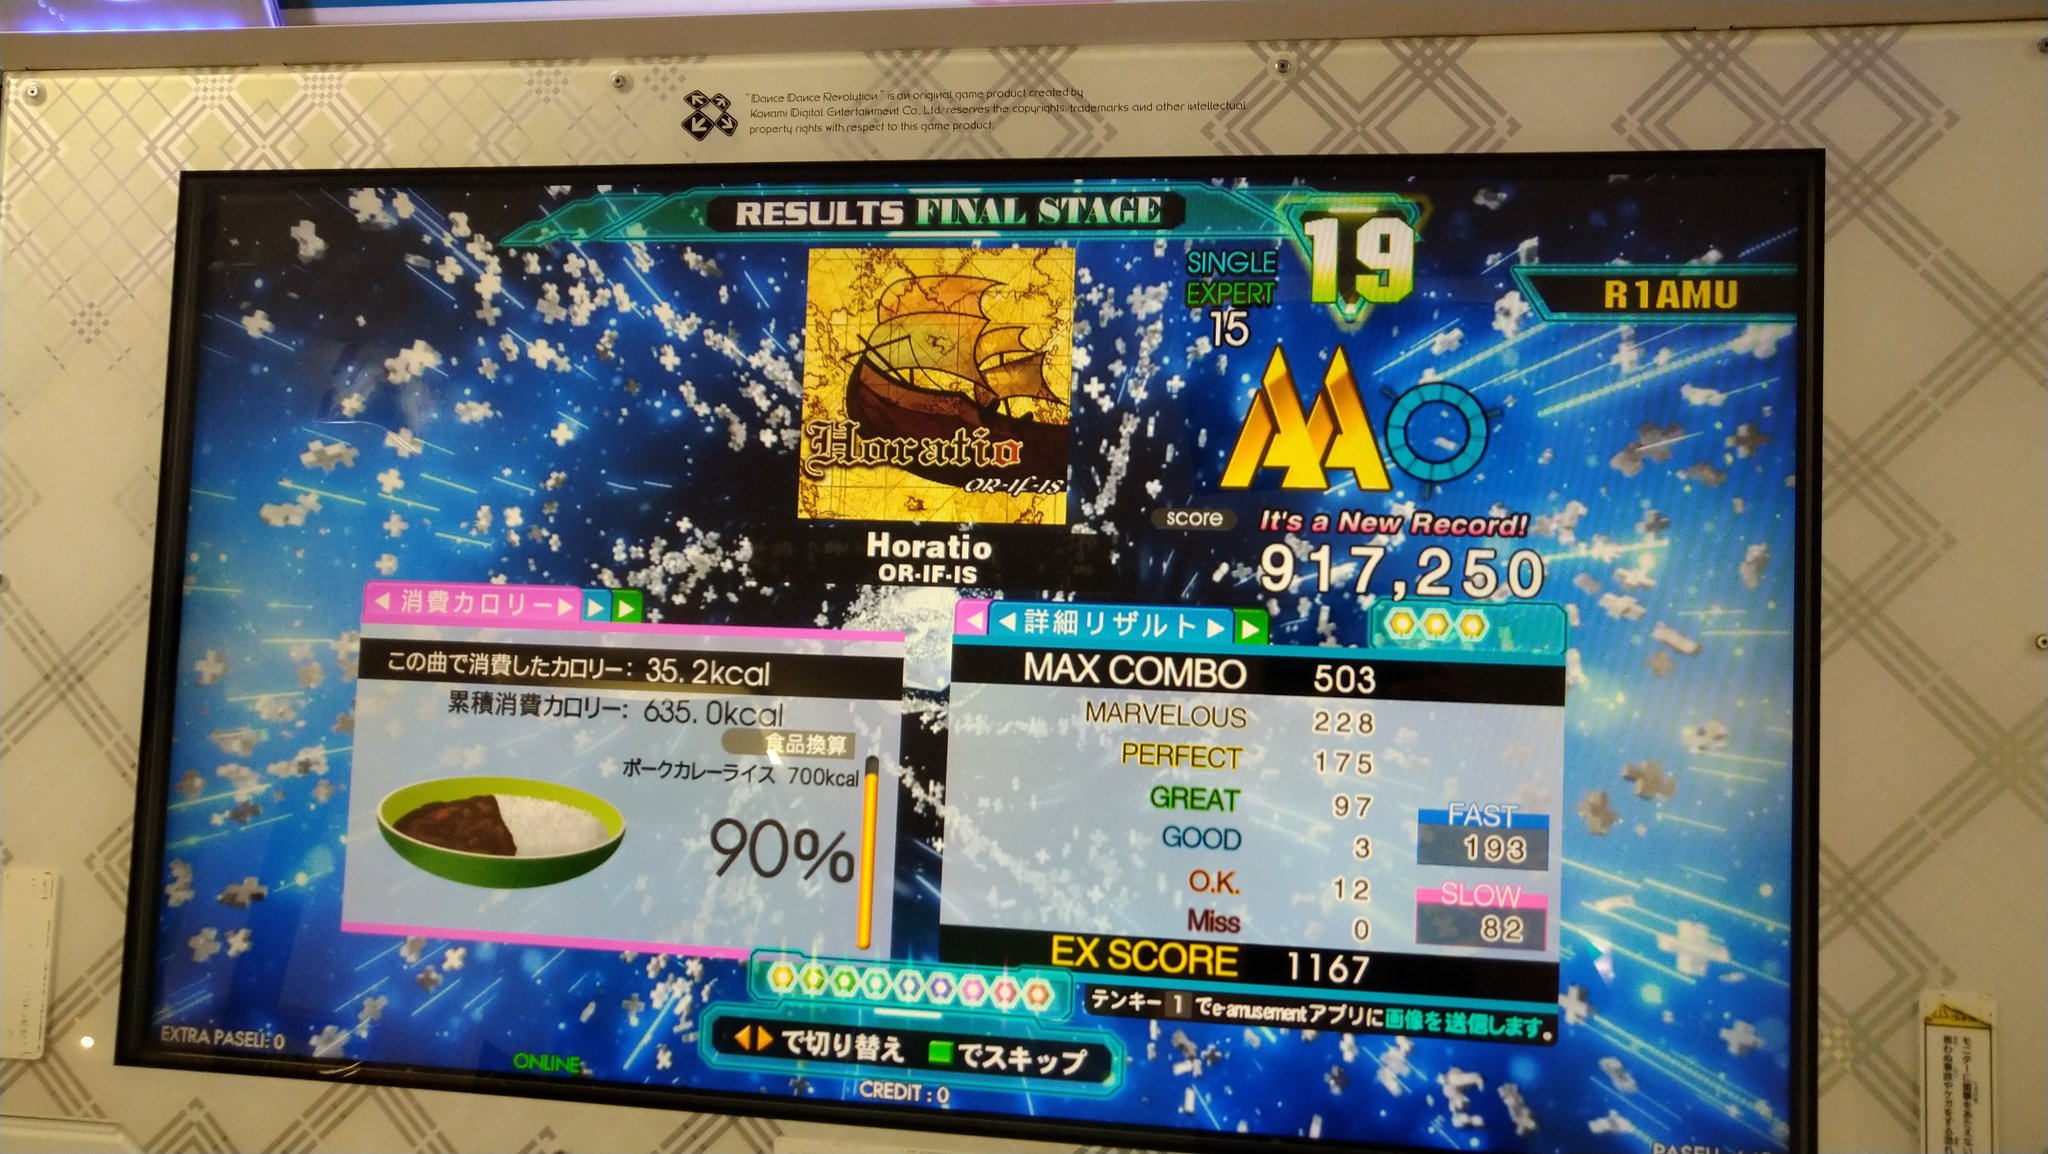 "Dance Dance Revolution" is an original game product created by
Konami Digital Entertainment Co., Ltd. reserves the copyrights, trademarks and other intellectual
property rights with respect to this game product.
RESULTS FINAL STAGE
19
SINGLE
EXPERT
15
R1AMU
AA
Horatio
OR-IF-IS
Horatio
OR-IF-IS
score
It's a New Record!
917,250
消費カロリー
この曲で消費したカロリー: 35.2kcal
累積消費カロリー: 635.0kcal
食品換算
ポークカレーライス 700kcal
90%
詳細リザルト
MAX COMBO 503
MARVELOUS 228
PERFECT 175
GREAT 97
GOOD 3
O.K. 12
Miss 0
FAST
193
SLOW
82
EX SCORE 1167
テンキー 1 でe-amusementアプリに画像を送信します。
で切り替え でスキップ
EXTRA PASELI: 0
ONLINE
CREDIT : 0